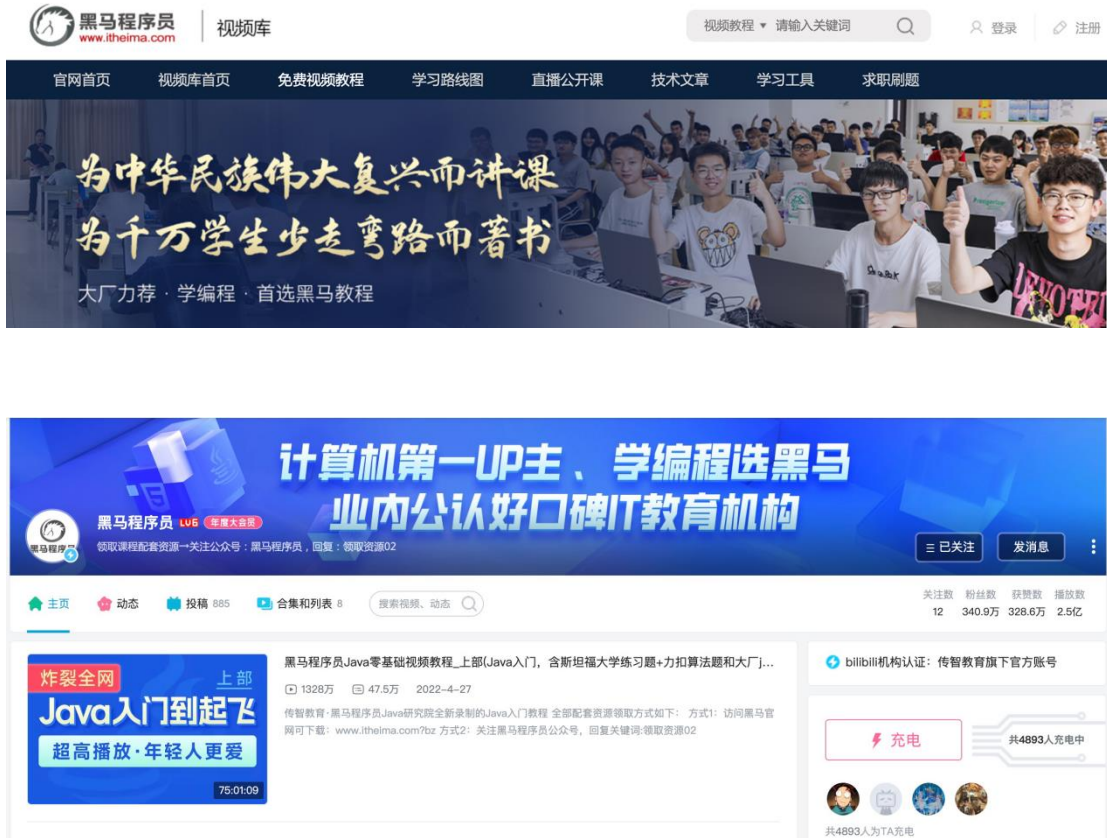 黑马程序员
www.itheima.com
视频库
视频教程 ▾ 请输入关键词
登录
注册
官网首页 视频库首页 免费视频教程 学习路线图 直播公开课 技术文章 学习工具 求职刷题
为中华民族伟大复兴而讲课
为千万学生少走弯路而著书
大厂力荐 · 学编程 · 首选黑马教程
计算机第一UP主、学编程选黑马
业内公认好口碑IT教育机构
黑马程序员
黑马程序员 LV6 年度大会员
领取课程配套资源→关注公众号:黑马程序员,回复:领取资源02
已关注
发消息
主页 动态 投稿 885 合集和列表 8 搜索视频、动态
关注数 粉丝数 获赞数 播放数
12 340.9万 328.6万 2.5亿
炸裂全网
上部
Java入门到起飞
超高播放·年轻人更爱
75:01:09
黑马程序员Java零基础视频教程_上部(Java入门,含斯坦福大学练习题+力扣算法题和大厂j...
1328万 47.5万 2022-4-27
传智教育·黑马程序员Java研究院全新录制的Java入门教程 全部配套资源领取方式如下: 方式1:访问黑马官
网可下载:www.itheima.com?bz 方式2:关注黑马程序员公众号,回复关键词:领取资源02
bilibili机构认证:传智教育旗下官方账号
充电
共4893人充电中
共4893人为TA充电